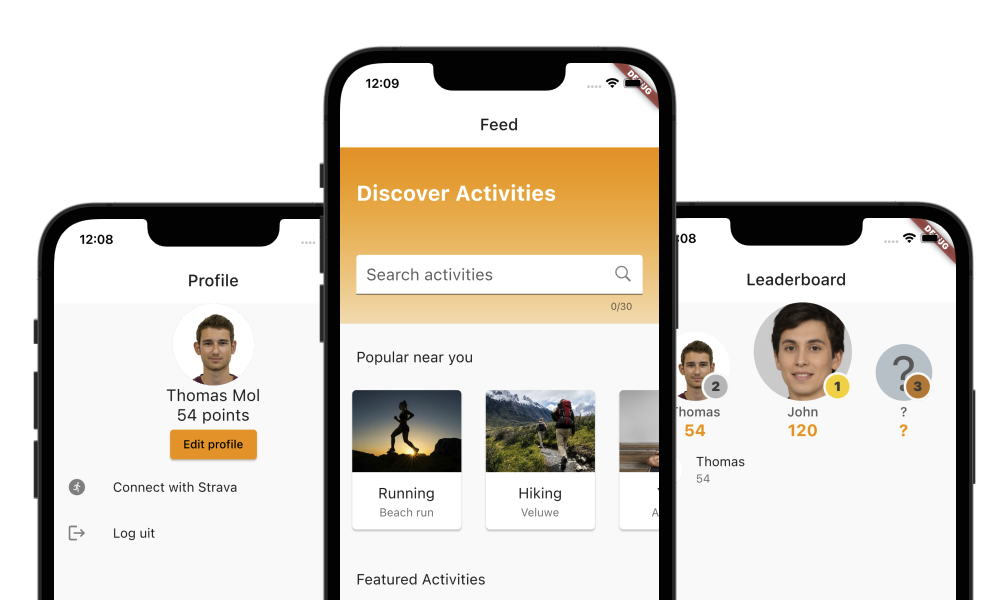 12:08
Profile
Thomas Mol
54 points
Edit profile
Connect with Strava
Log uit
12:09
DEBUG
Feed
Discover Activities
Search activities
0/30
Popular near you
Running
Beach run
Hiking
Veluwe
A
Featured Activities
:08
DEBUG
Leaderboard
2
1
?
3
Thomas
John
?
54
120
?
Thomas
54